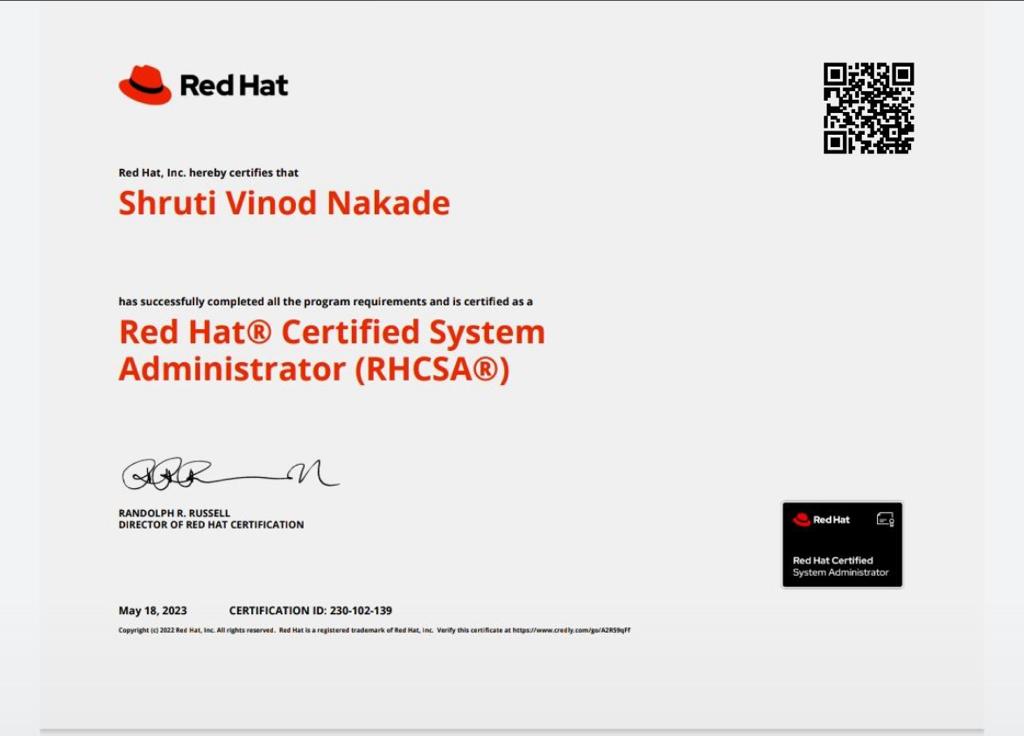 Red Hat
Red Hat, Inc. hereby certifies that
Shruti Vinod Nakade
has successfully completed all the program requirements and is certified as a
Red Hat® Certified System
Administrator (RHCSA®)
RANDOLPH R. RUSSELL
DIRECTOR OF RED HAT CERTIFICATION
Red Hat
Red Hat Certified
System Administrator
May 18, 2023 CERTIFICATION ID: 230-102-139
Copyright (c) 2022 Red Hat, Inc. All rights reserved. Red Hat is a registered trademark of Red Hat, Inc. Verify this certificate at https://www.credly.com/go/A2RS9qFf